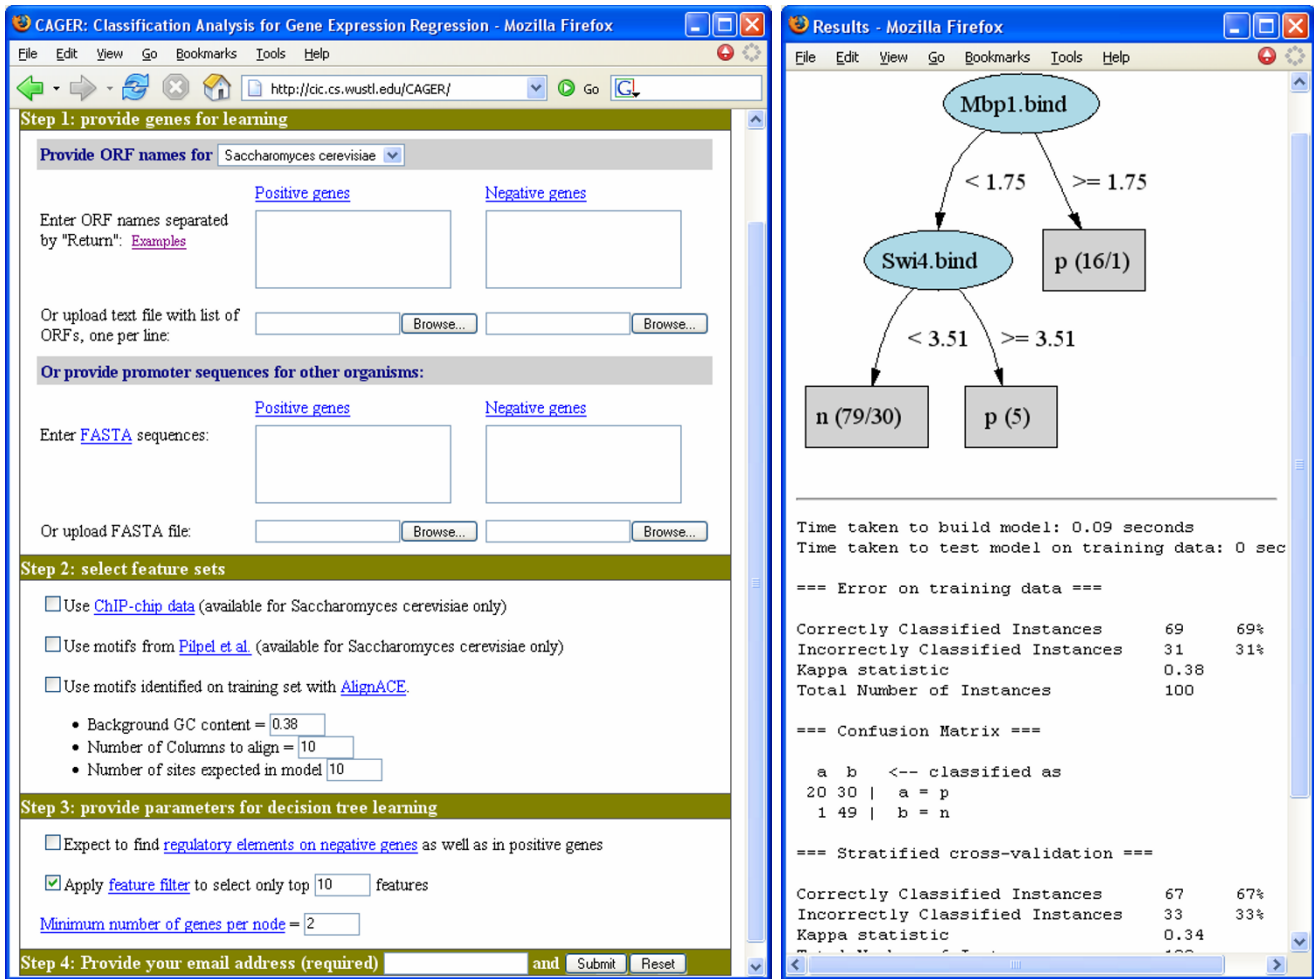 CAGER: Classification Analysis for Gene Expression Regression - Mozilla Firefox
File Edit View Go Bookmarks Tools Help
http://cic.cs.wustl.edu/CAGER/ Go G
Step 1: provide genes for learning
Provide ORF names for Saccharomyces cerevisiae
Positive genes Negative genes
Enter ORF names separated
by "Return": Examples
Or upload text file with list of
ORFs, one per line:
Browse... Browse...
Or provide promoter sequences for other organisms:
Positive genes Negative genes
Enter FASTA sequences:
Or upload FASTA file: Browse... Browse...
Step 2: select feature sets
Use ChIP-chip data (available for Saccharomyces cerevisiae only)
Use motifs from Pilpel et al. (available for Saccharomyces cerevisiae only)
Use motifs identified on training set with AlignACE.
• Background GC content = 0.38
• Number of Columns to align = 10
• Number of sites expected in model 10
Step 3: provide parameters for decision tree learning
Expect to find regulatory elements on negative genes as well as in positive genes
Apply feature filter to select only top 10 features
Minimum number of genes per node = 2
Step 4: Provide your email address (required) and Submit Reset
Results - Mozilla Firefox
File Edit View Go Bookmarks Tools Help
Mbp1.bind
< 1.75 >= 1.75
Swi4.bind p (16/1)
< 3.51 >= 3.51
n (79/30) p (5)
Time taken to build model: 0.09 seconds
Time taken to test model on training data: 0 sec
=== Error on training data ===
Correctly Classified Instances 69 69%
Incorrectly Classified Instances 31 31%
Kappa statistic 0.38
Total Number of Instances 100
=== Confusion Matrix ===
a b <-- classified as
20 30 | a = p
1 49 | b = n
=== Stratified cross-validation ===
Correctly Classified Instances 67 67%
Incorrectly Classified Instances 33 33%
Kappa statistic 0.34